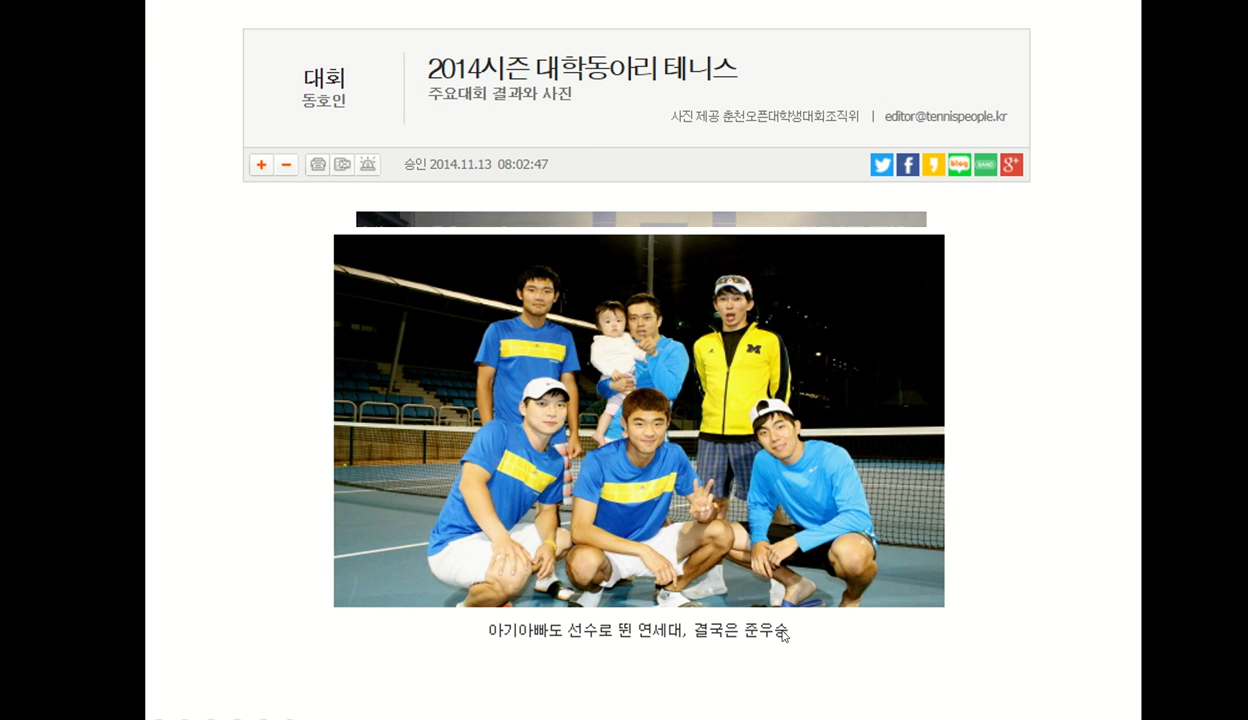 대회
동호인
2014시즌 대학동아리 테니스
주요대회 결과와 사진
사진 제공 춘천오픈대학생대회조직위 | editor@tennispeople.kr
승인 2014.11.13 08:02:47
blog
BAND
g+
M
아기아빠도 선수로 뛴 연세대, 결국은 준우승